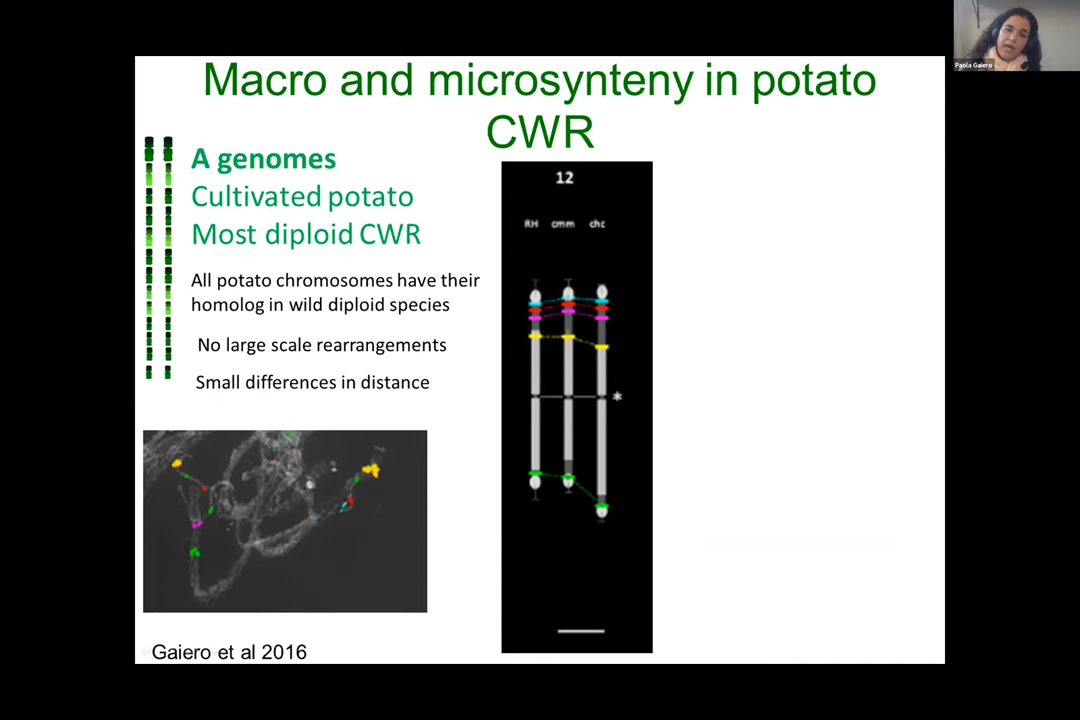 Macro and microsynteny in potato
CWR
A genomes
Cultivated potato
Most diploid CWR
All potato chromosomes have their
homolog in wild diploid species
No large scale rearrangements
Small differences in distance
12
RH cmm chc
*
Gaiero et al 2016
Paola Gaiero